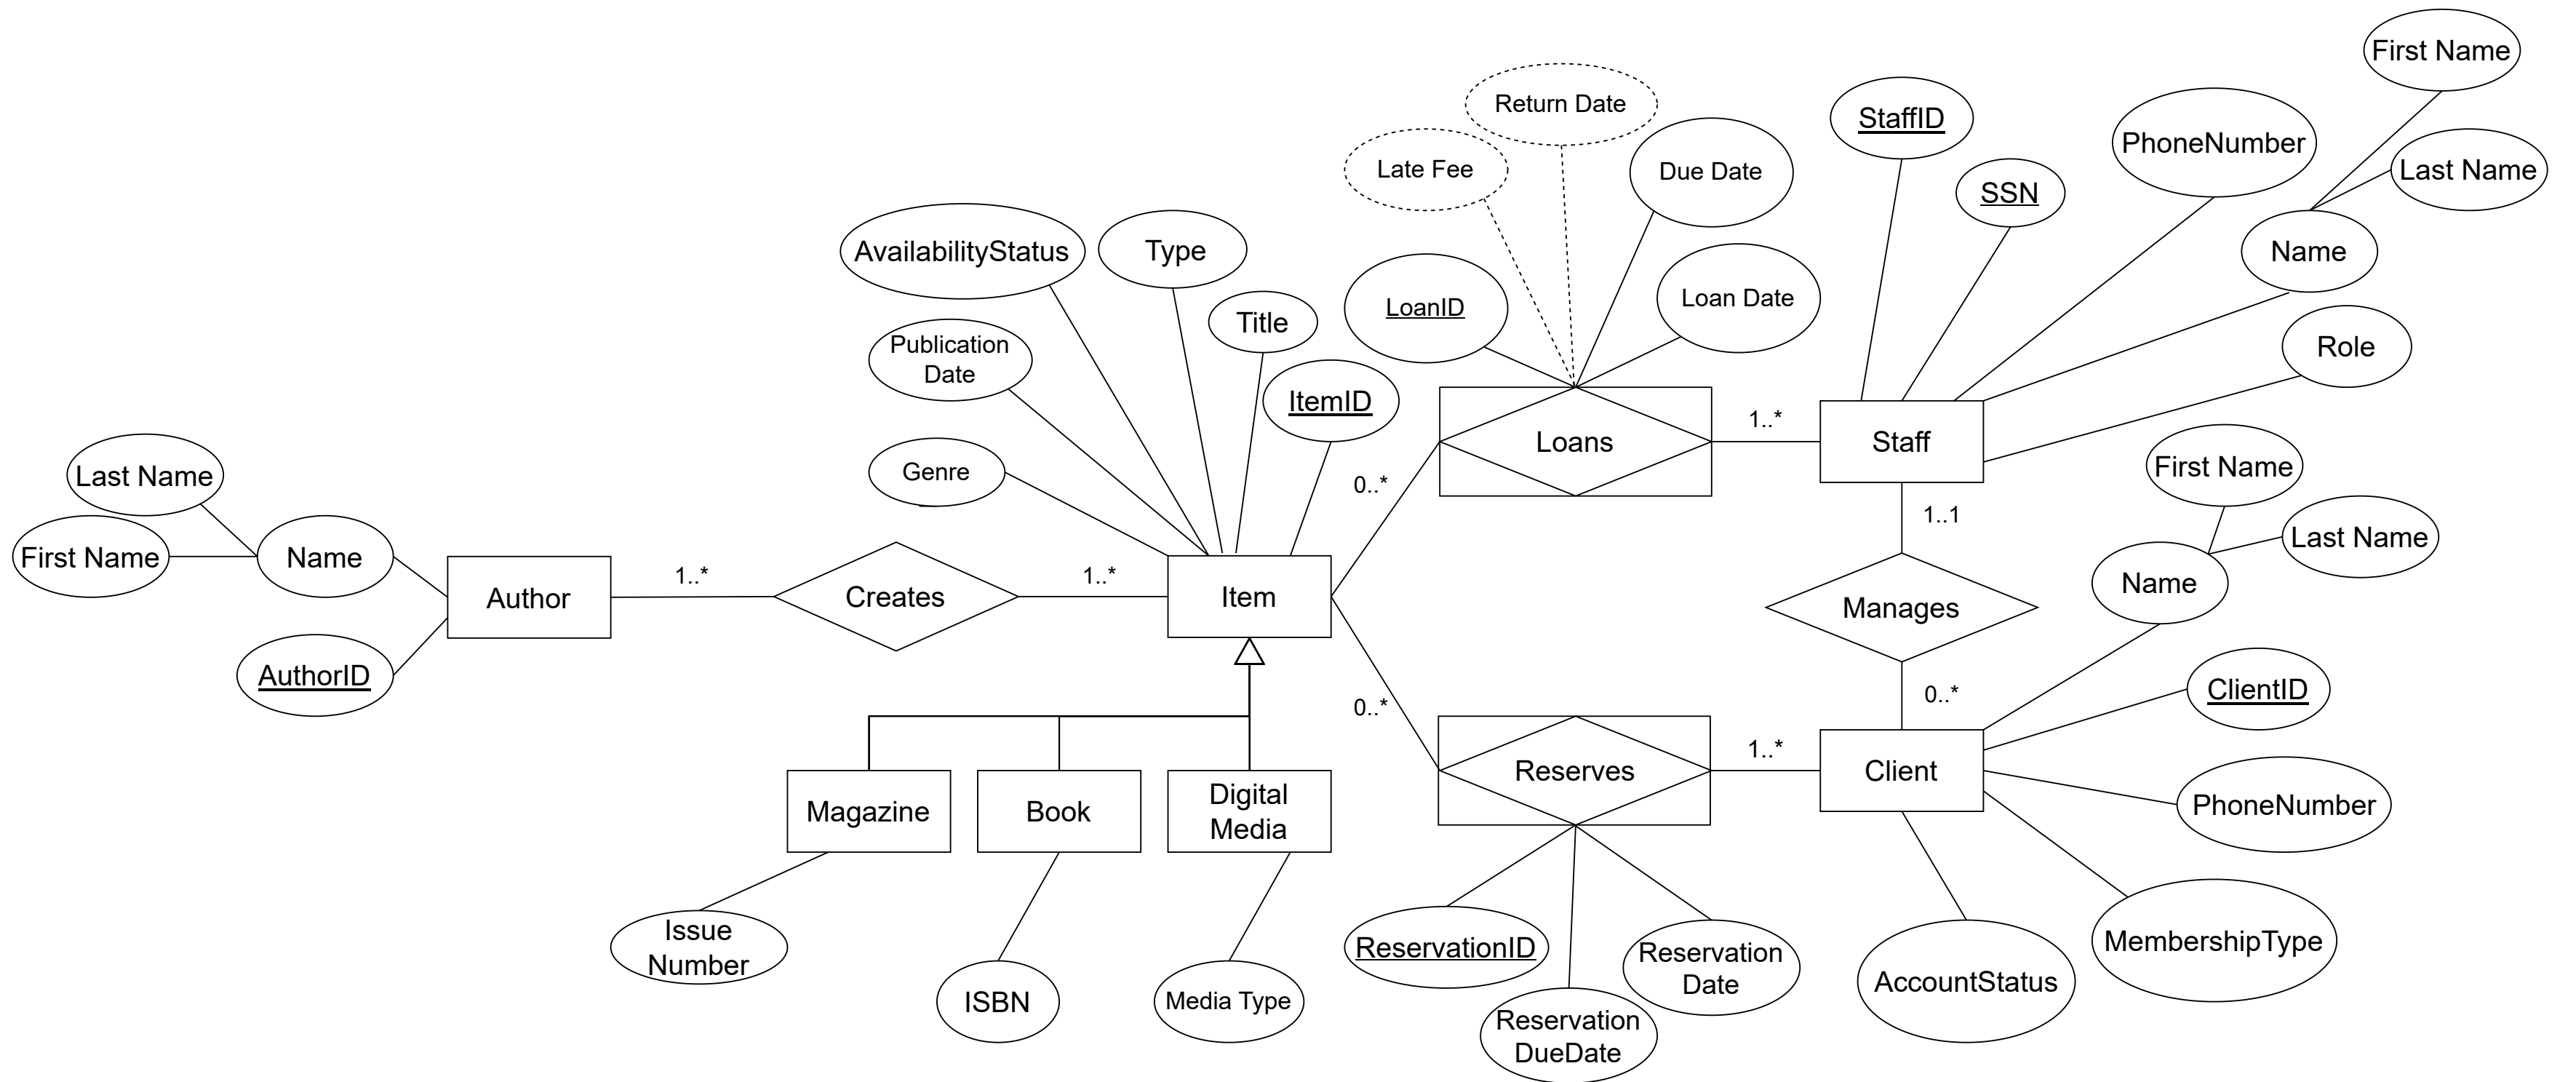 First Name
Return Date
StaffID
PhoneNumber
Late Fee
Due Date
Last Name
SSN
AvailabilityStatus
Type
Name
LoanID
Loan Date
Title
Publication
Date
Role
ItemID
1..*
Loans
Staff
First Name
Genre
Last Name
0..*
1..1
Last Name
First Name
Name
Name
1..*
1..*
Author
Creates
Item
Manages
AuthorID
0..*
0..*
ClientID
1..*
Reserves
Client
Magazine
Book
Digital
Media
PhoneNumber
Issue
Number
ReservationID
MembershipType
Reservation
Date
AccountStatus
ISBN
Media Type
Reservation
DueDate